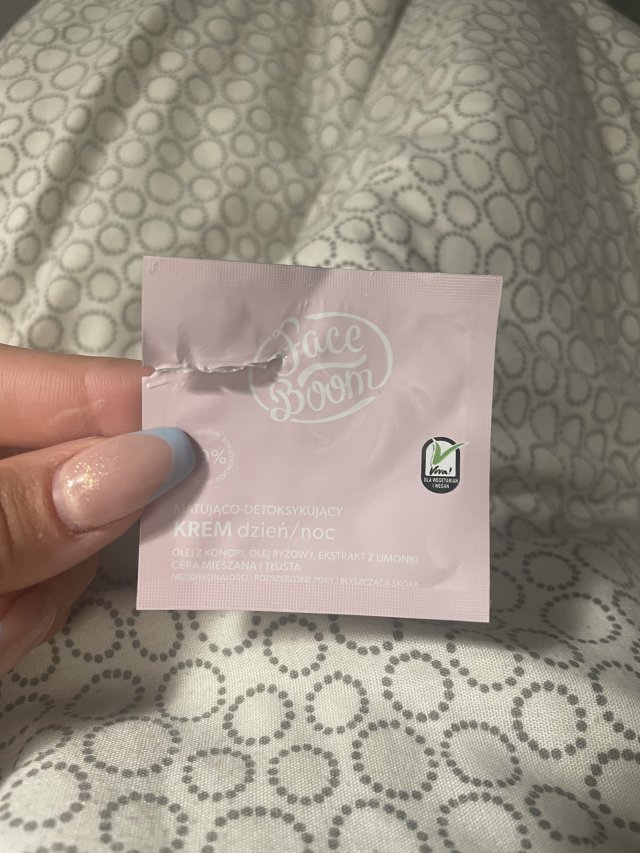 Face
Boom
Viva!
DLA WEGETARIAN
I WEGAN
MATUJĄCO-DETOKSYKUJĄCY
KREM dzień/noc
OLEJ Z KONOPI, OLEJ RYŻOWY, EKSTRAKT Z LIMONKI
CERA MIESZANA I TŁUSTA
NIEDOSKONAŁOŚCI | ROZSZERZONE PORY | BŁYSZCZĄCA SKÓRA